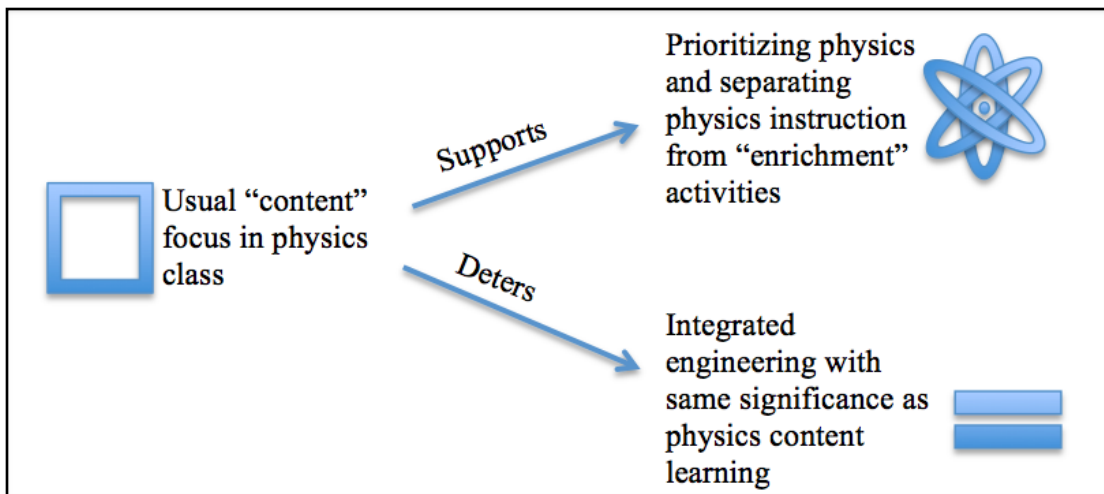 Prioritizing physics
and separating
physics instruction
from “enrichment”
activities
Supports
Usual “content”
focus in physics
class
Deters
Integrated
engineering with
same significance as
physics content
learning